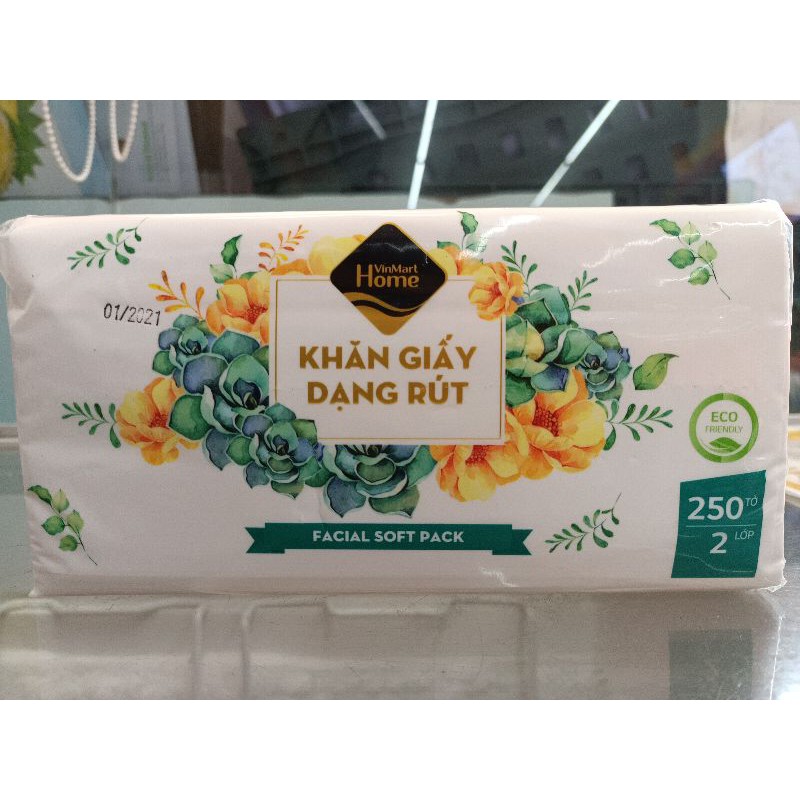 VinMart
Home
01/2021
KHĂN GIẤY
DẠNG RÚT
ECO
FRIENDLY
250 TỜ
2 LỚP
FACIAL SOFT PACK